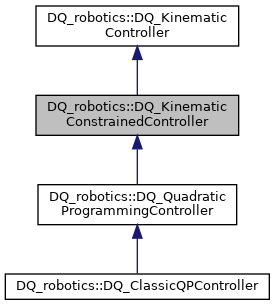 DQ_robotics::DQ_Kinematic
Controller
DQ_robotics::DQ_Kinematic
ConstrainedController
DQ_robotics::DQ_Quadratic
ProgrammingController
DQ_robotics::DQ_ClassicQPController